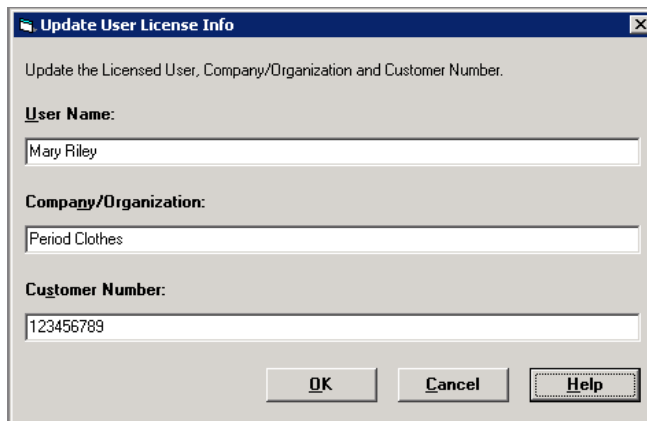 Update User License Info
Update the Licensed User, Company/Organization and Customer Number.
User Name:
Mary Riley
Company/Organization:
Period Clothes
Customer Number:
123456789
OK Cancel Help